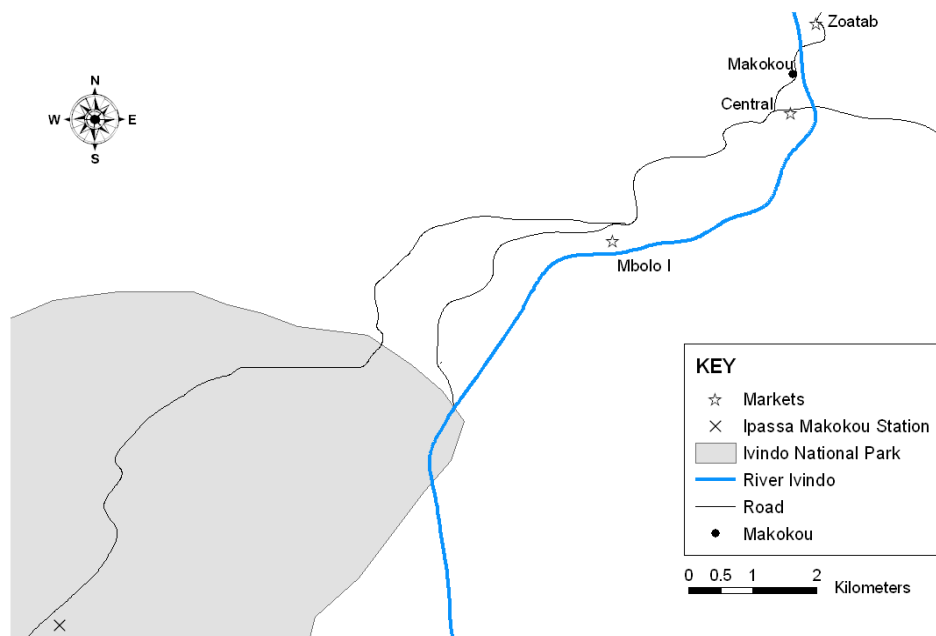 Zoatab
Makokou
Central
N
W E
S
Mbolo I
KEY
Markets
Ipassa Makokou Station
Ivindo National Park
River Ivindo
Road
Makokou
0 0.5 1 2
Kilometers